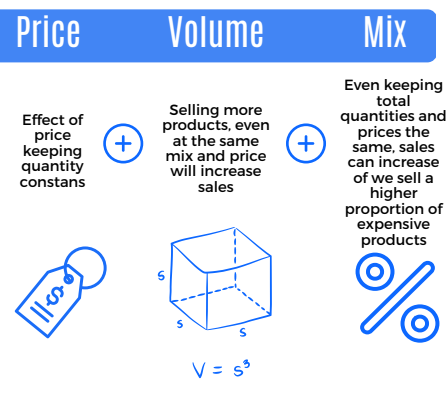 Price
Volume
Mix
Effect of
price
keeping
quantity
constans
+
Selling more
products, even
at the same
mix and price
will increase
sales
+
Even keeping
total
quantities and
prices the
same, sales
can increase
of we sell a
higher
proportion of
expensive
products
$
s
s
s
V = s³
%